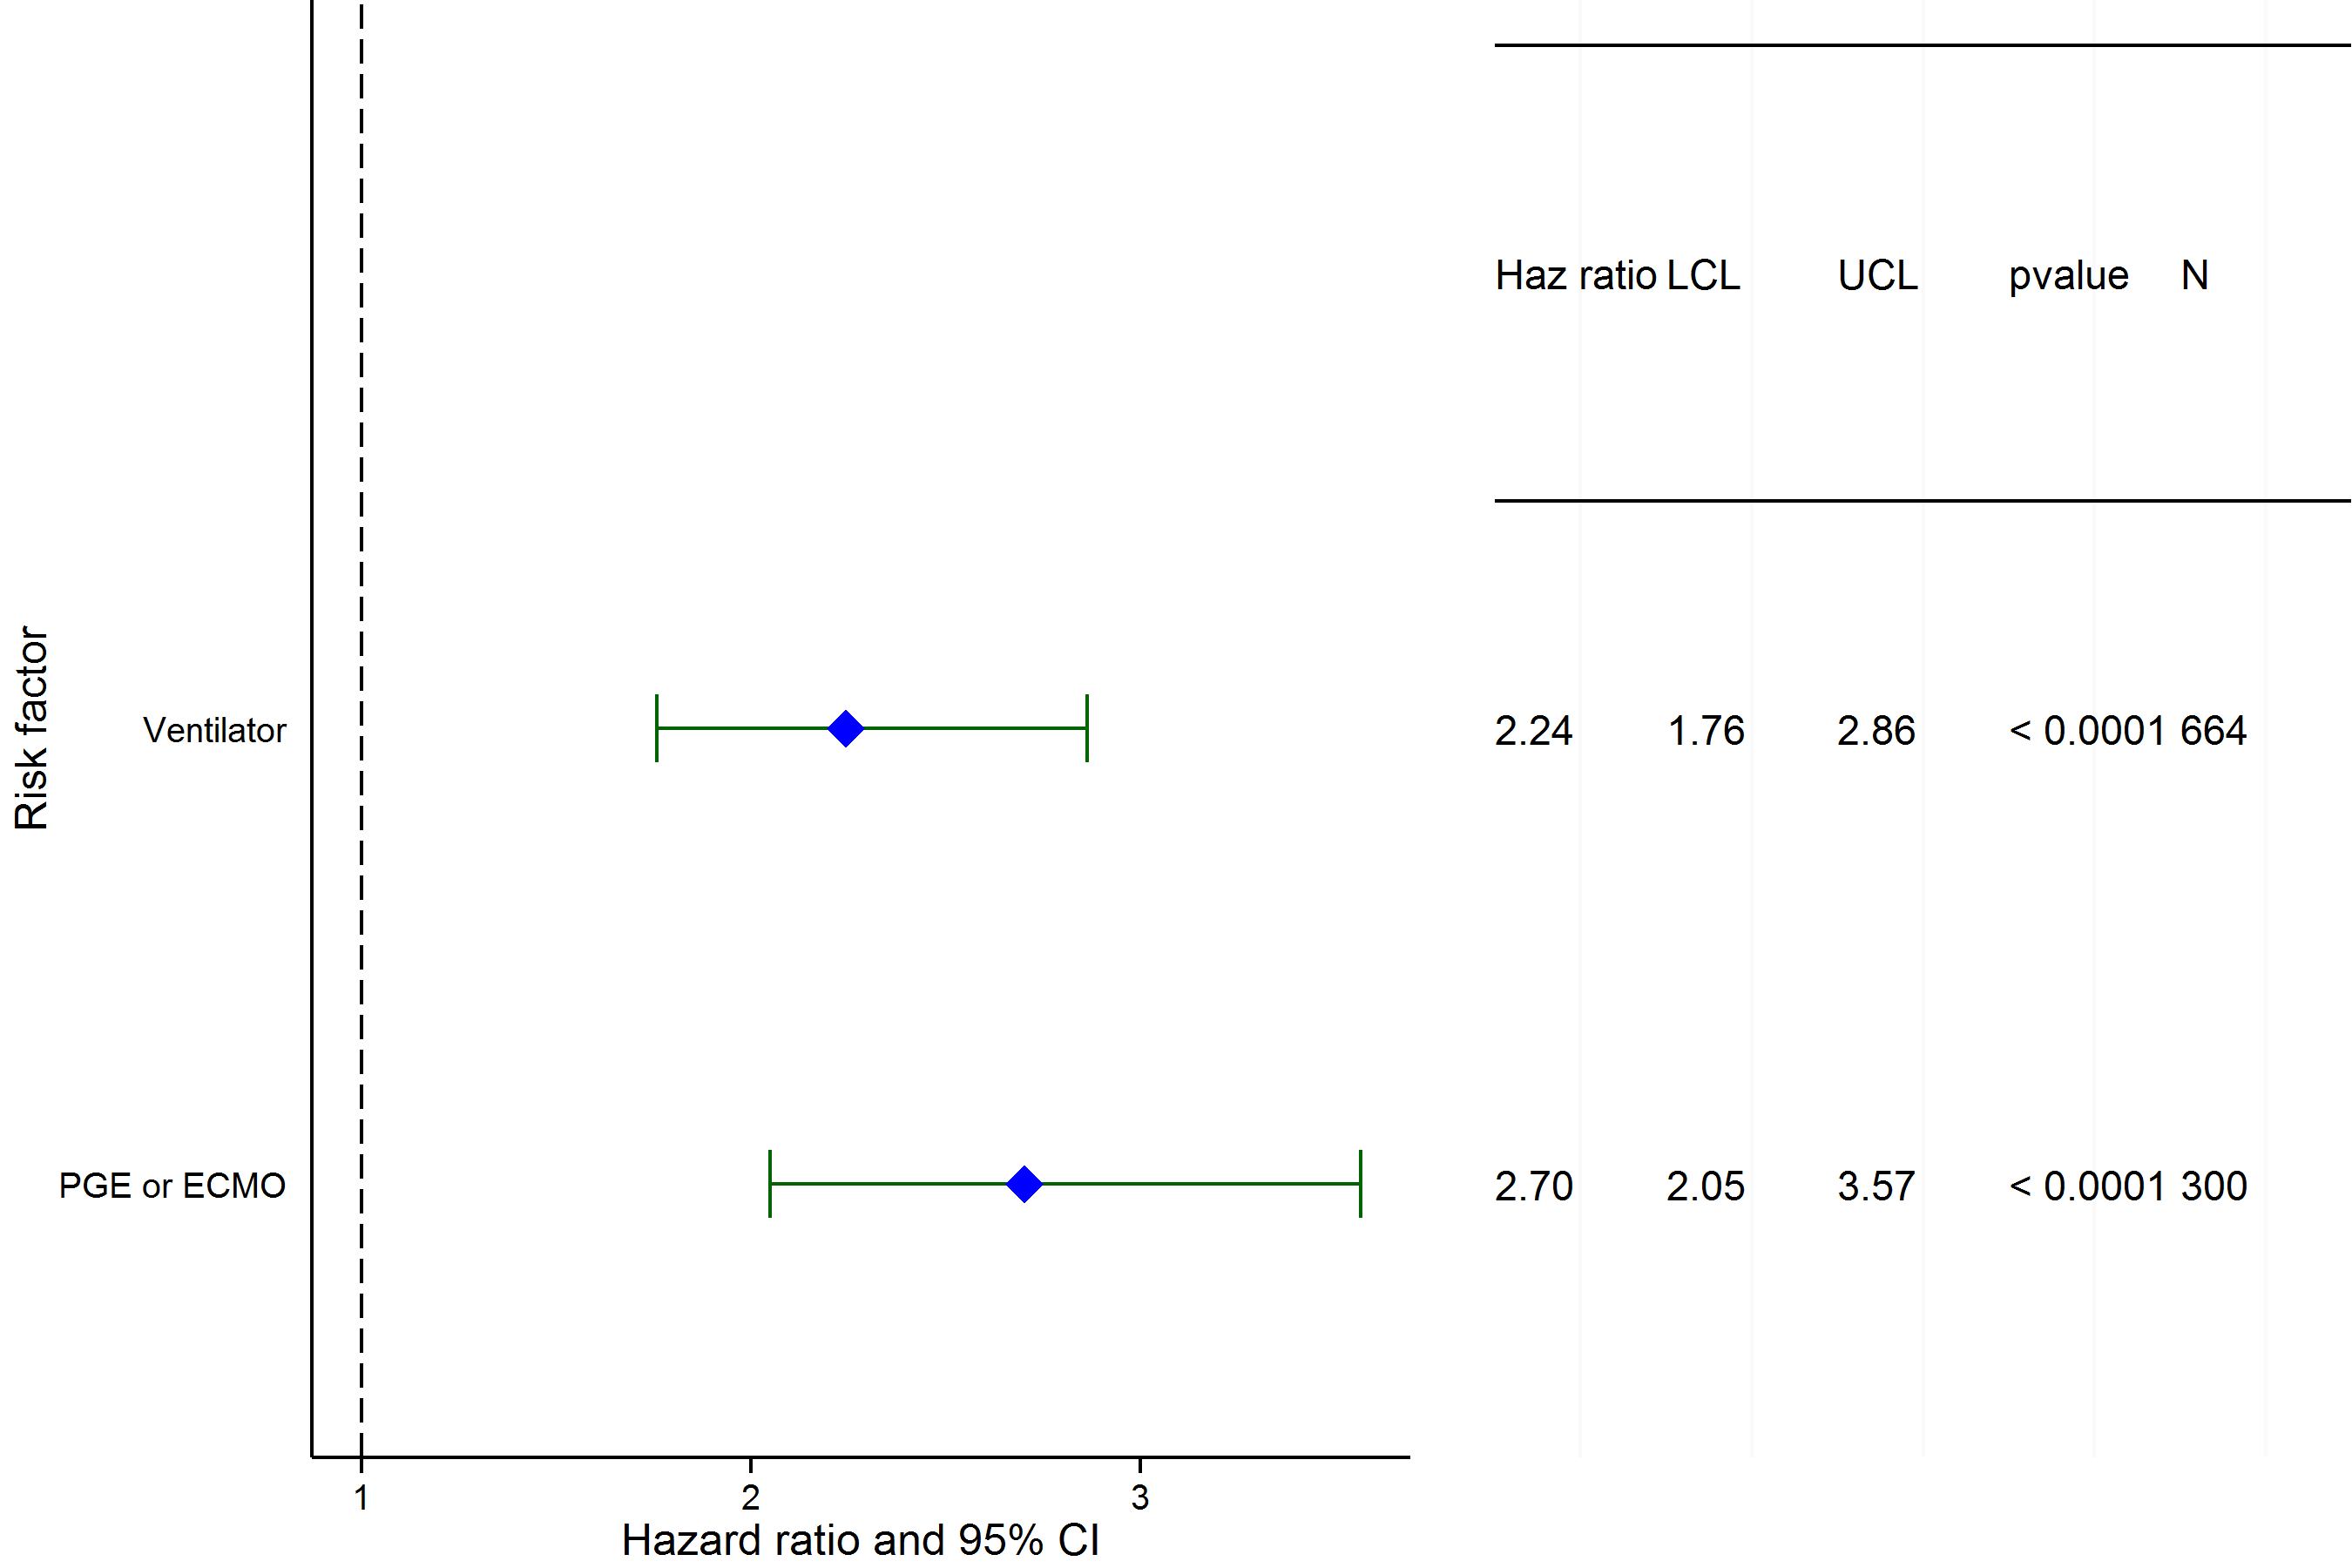 Haz ratio LCL UCL pvalue N
Risk factor
Ventilator 2.24 1.76 2.86 < 0.0001 664
PGE or ECMO 2.70 2.05 3.57 < 0.0001 300
1 2 3
Hazard ratio and 95% CI